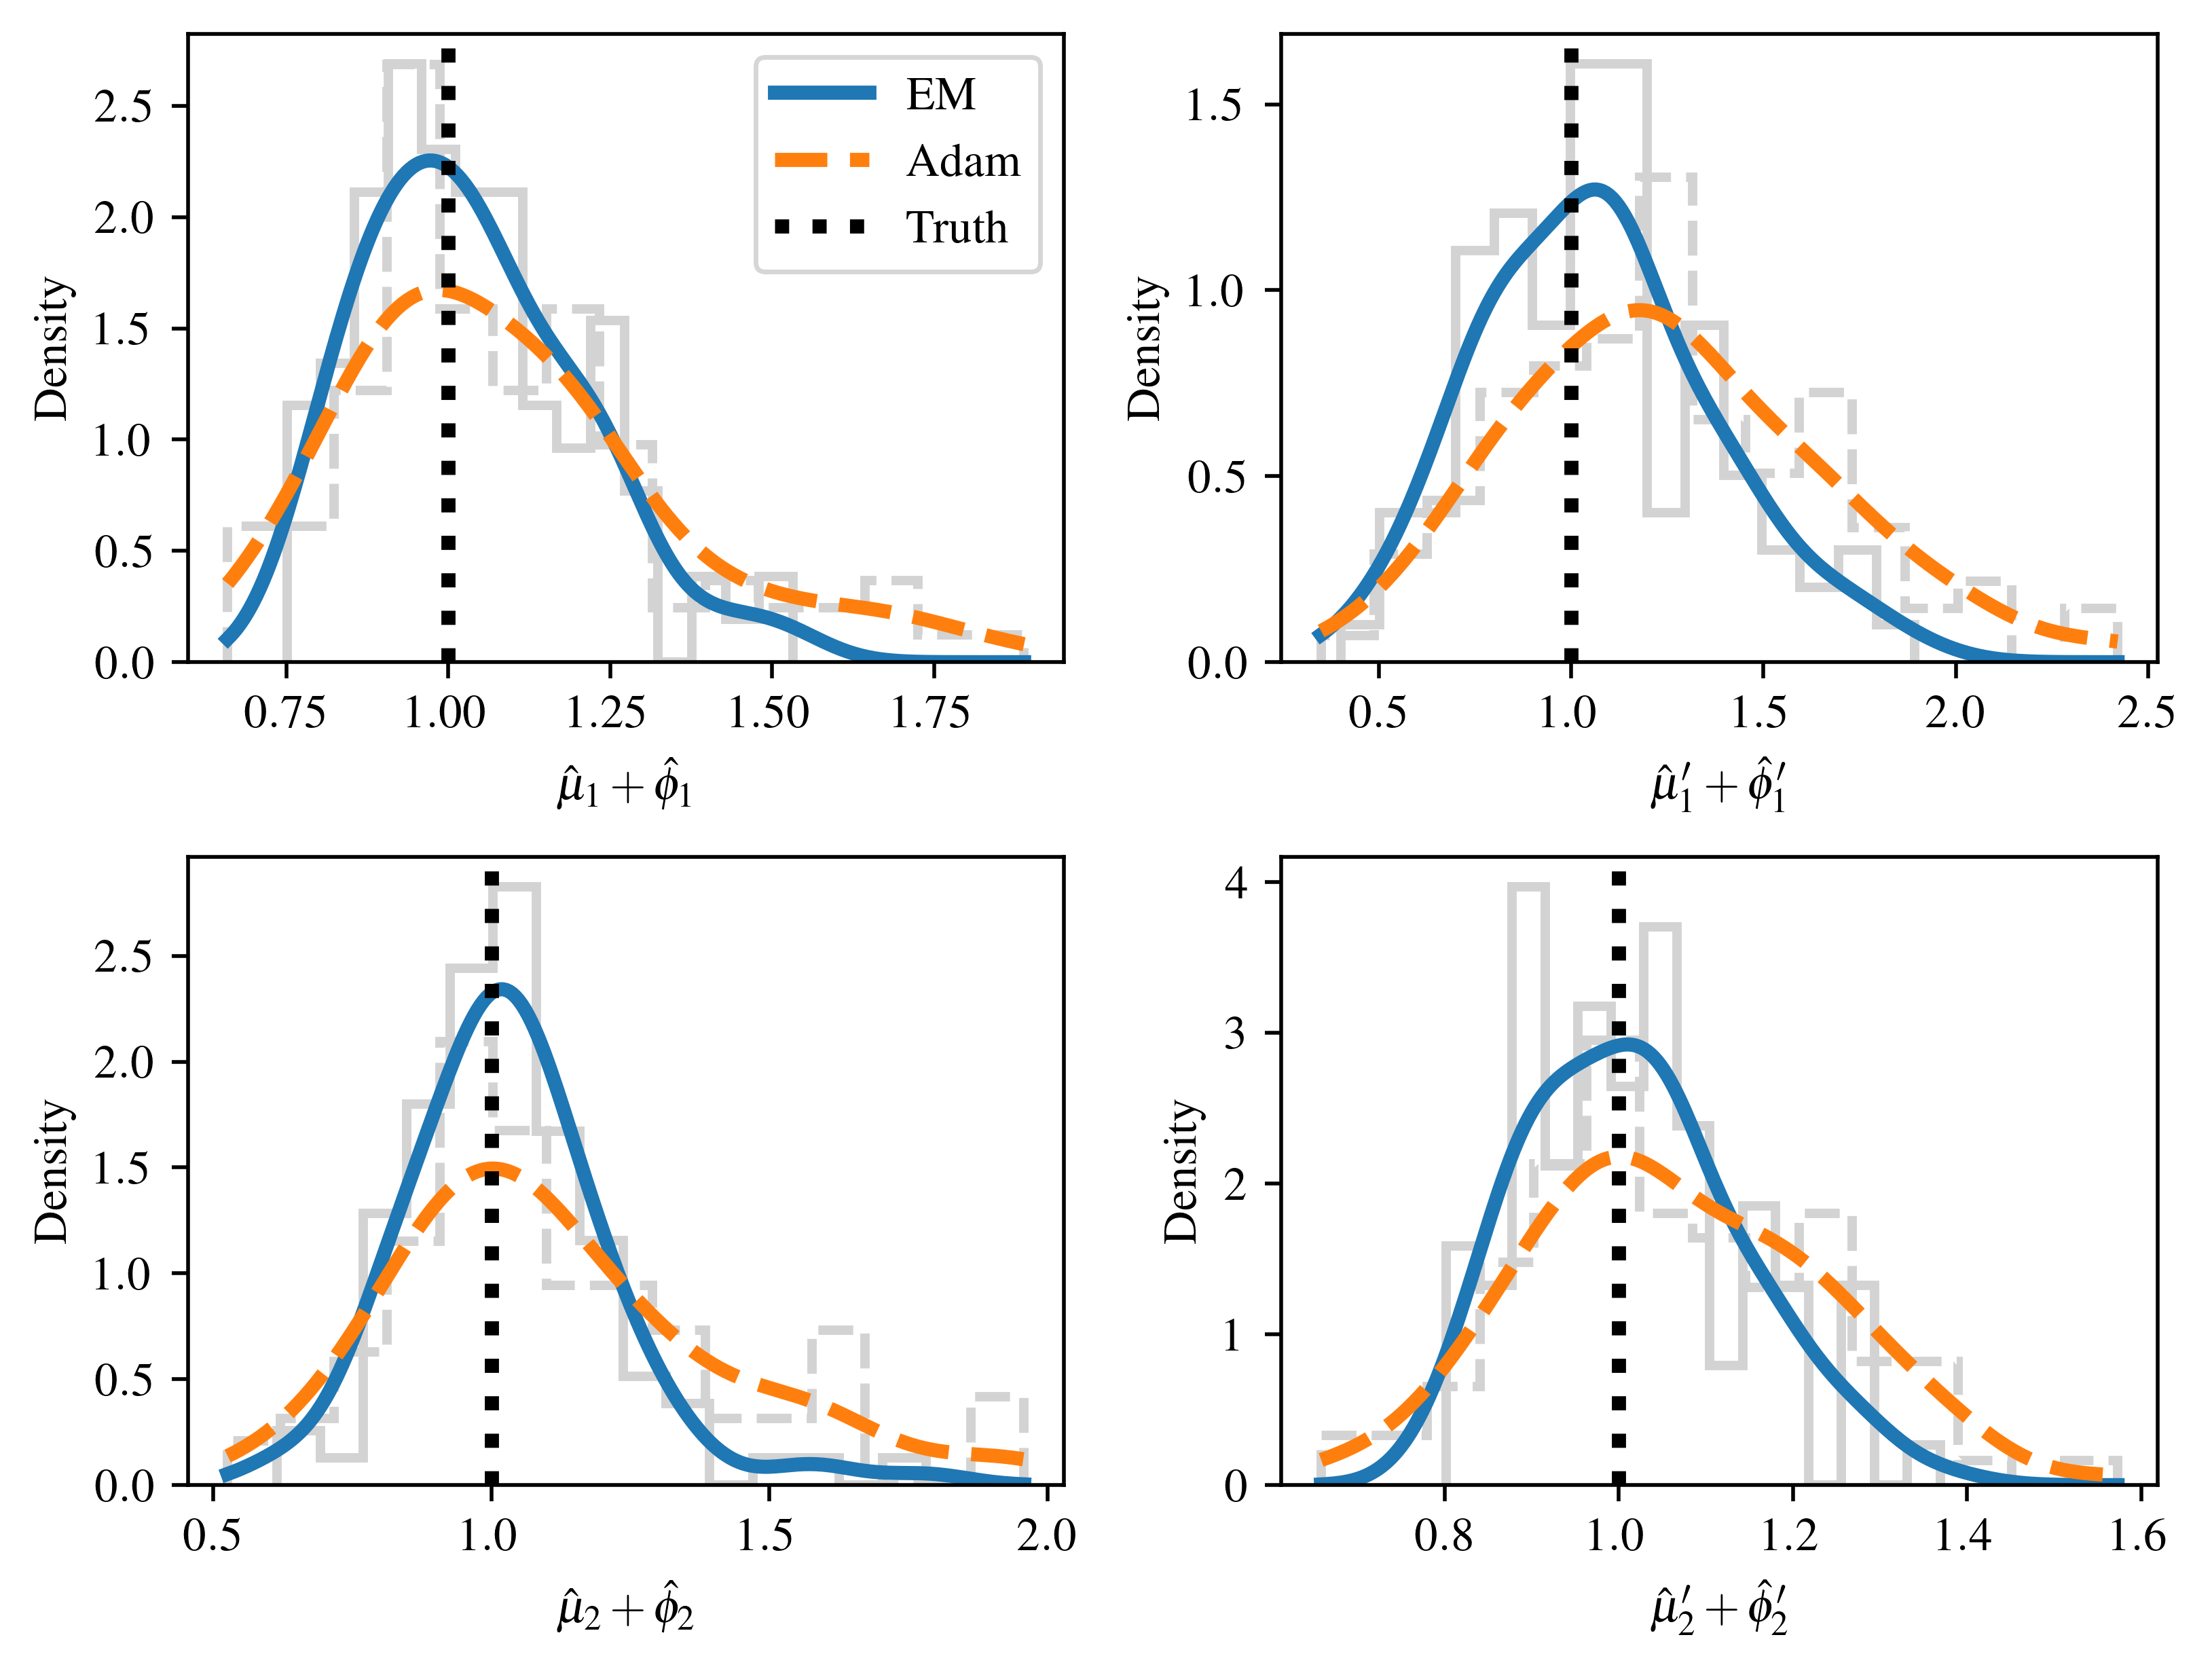 Density
2.5
2.0
1.5
1.0
0.5
0.0
0.75 1.00 1.25 1.50 1.75
μ̂₁ + φ̂₁
EM
Adam
Truth
Density
1.5
1.0
0.5
0.0
0.5 1.0 1.5 2.0 2.5
μ̂′₁ + φ̂′₁
Density
2.5
2.0
1.5
1.0
0.5
0.0
0.5 1.0 1.5 2.0
μ̂₂ + φ̂₂
Density
4
3
2
1
0
0.8 1.0 1.2 1.4 1.6
μ̂′₂ + φ̂′₂